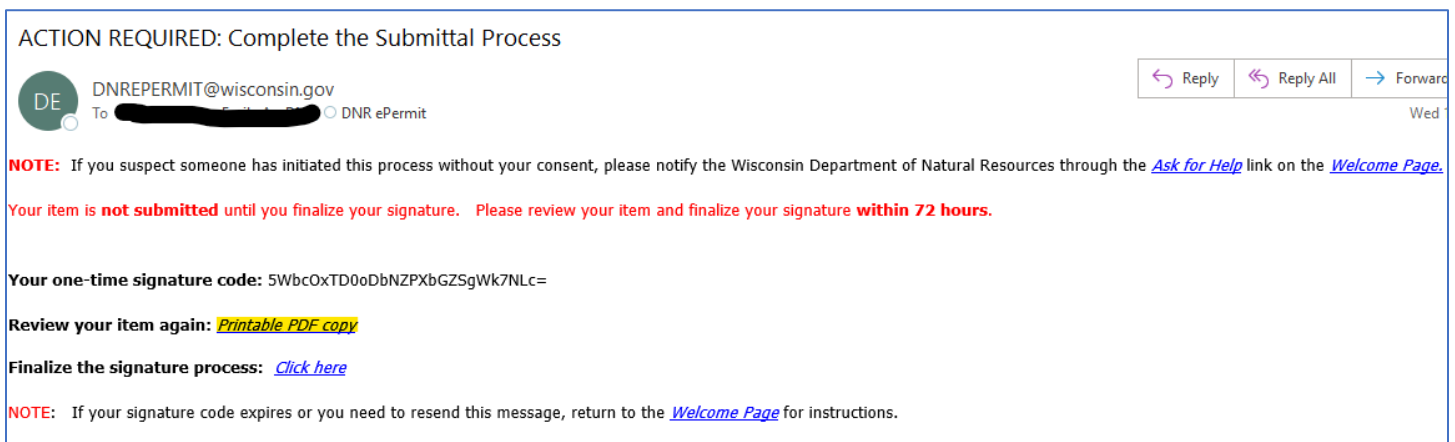 ACTION REQUIRED: Complete the Submittal Process
DE
DNREPERMIT@wisconsin.gov
To DNR ePermit
Reply Reply All Forward
Wed
NOTE: If you suspect someone has initiated this process without your consent, please notify the Wisconsin Department of Natural Resources through the Ask for Help link on the Welcome Page.
Your item is not submitted until you finalize your signature. Please review your item and finalize your signature within 72 hours.
Your one-time signature code: 5WbcOxTD0oDbNZPXbGZSgWk7NLc=
Review your item again: Printable PDF copy
Finalize the signature process: Click here
NOTE: If your signature code expires or you need to resend this message, return to the Welcome Page for instructions.